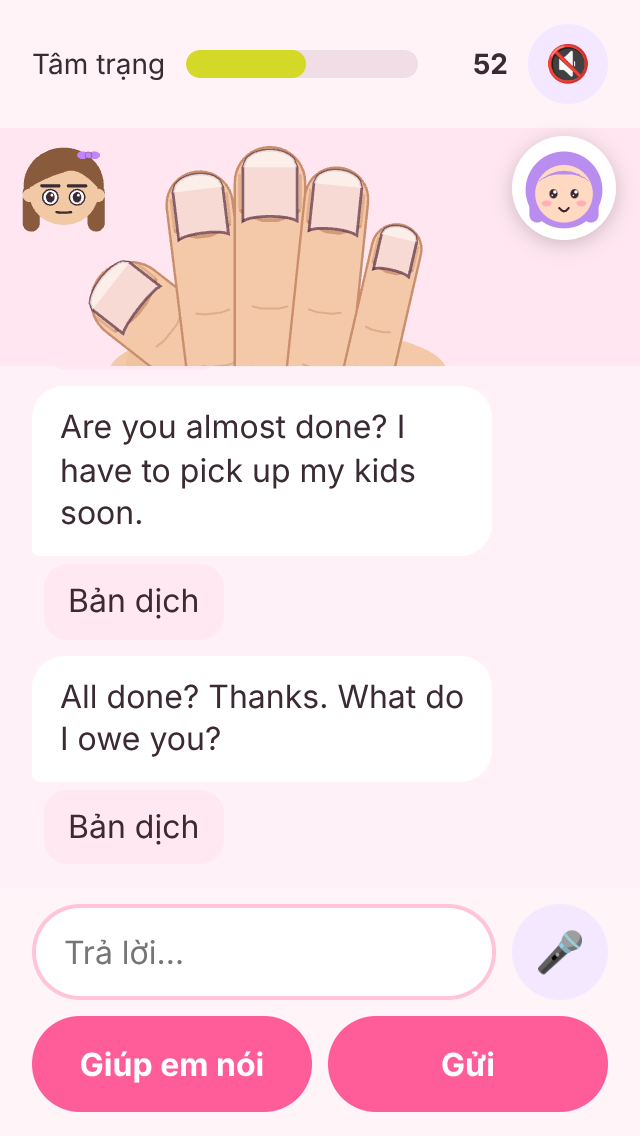 Tâm trạng 52
Are you almost done? I
have to pick up my kids
soon.
Bản dịch
All done? Thanks. What do
I owe you?
Bản dịch
Trả lời...
Giúp em nói
Gửi